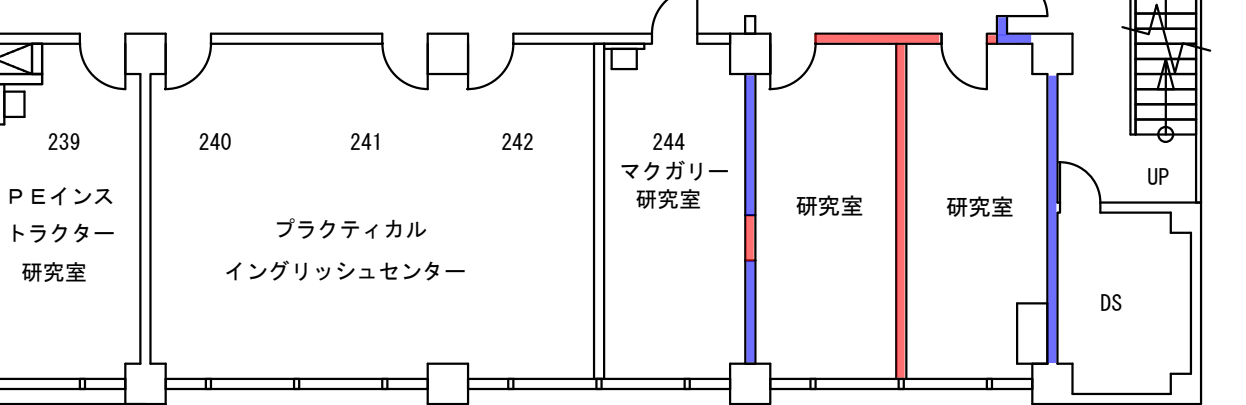 239
PEインス
トラクター
研究室
240
241
242
プラクティカル
イングリッシュセンター
244
マクガリー
研究室
研究室
研究室
UP
DS